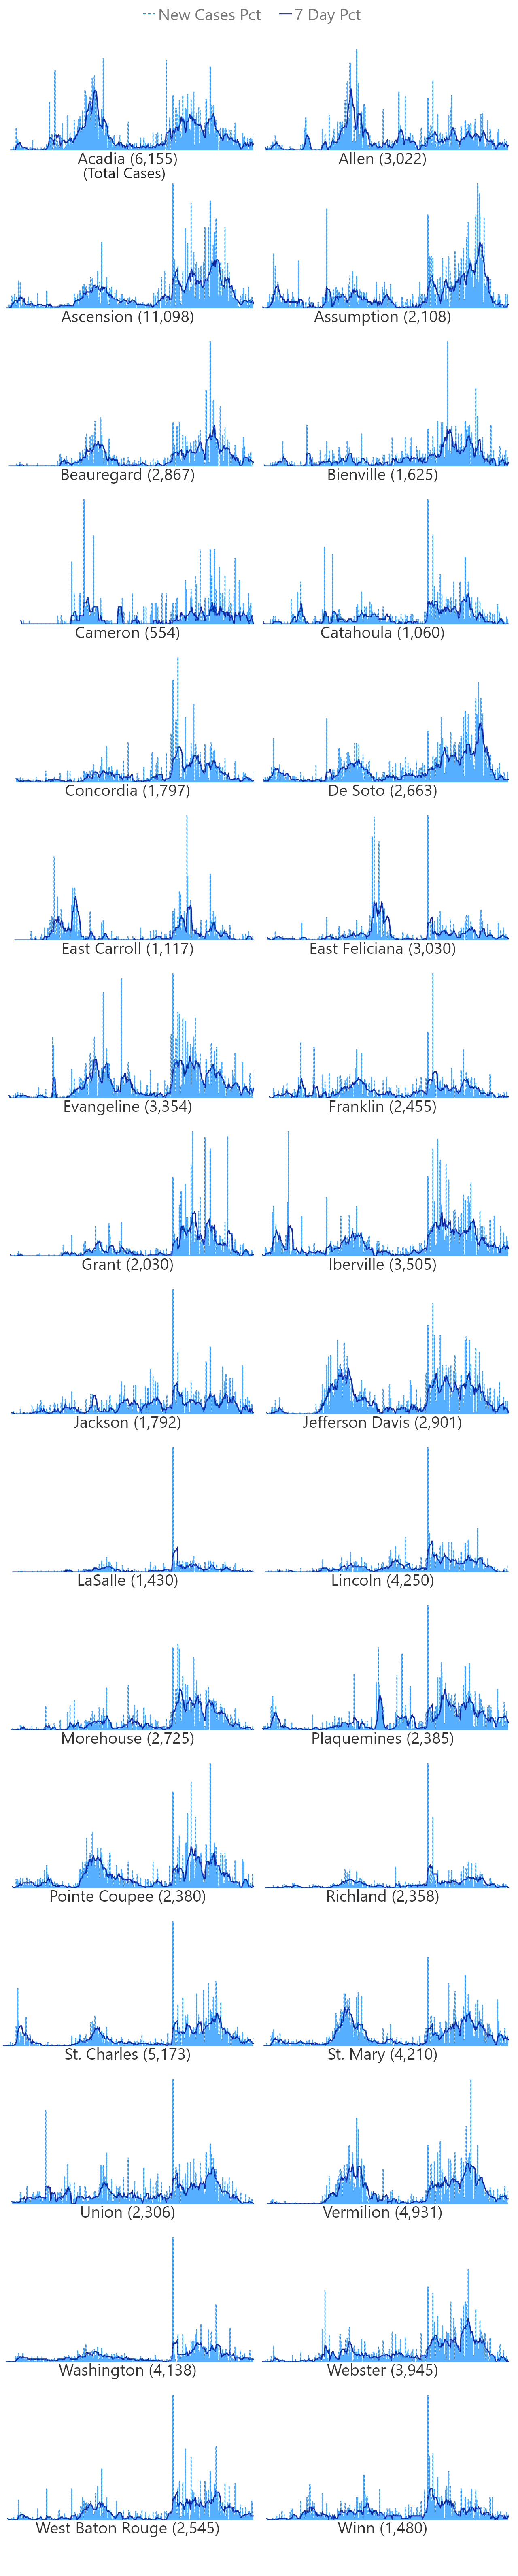 New Cases Pct 7 Day Pct
Acadia (6,155) Allen (3,022)
(Total Cases)
Ascension (11,098) Assumption (2,108)
Beauregard (2,867) Bienville (1,625)
Cameron (554) Catahoula (1,060)
Concordia (1,797) De Soto (2,663)
East Carroll (1,117) East Feliciana (3,030)
Evangeline (3,354) Franklin (2,455)
Grant (2,030) Iberville (3,505)
Jackson (1,792) Jefferson Davis (2,901)
LaSalle (1,430) Lincoln (4,250)
Morehouse (2,725) Plaquemines (2,385)
Pointe Coupee (2,380) Richland (2,358)
St. Charles (5,173) St. Mary (4,210)
Union (2,306) Vermilion (4,931)
Washington (4,138) Webster (3,945)
West Baton Rouge (2,545) Winn (1,480)